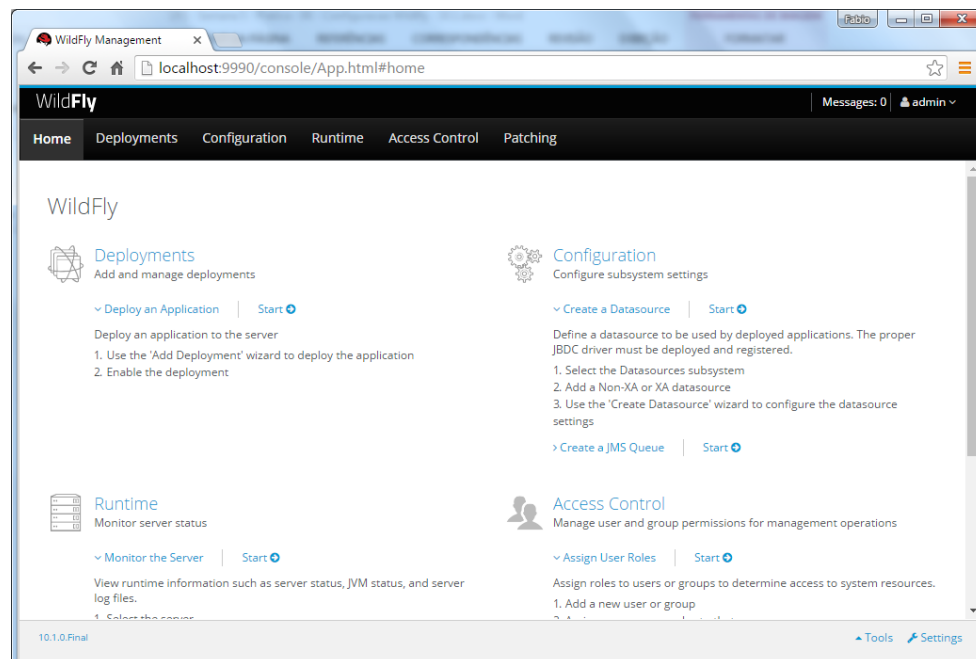 Fabio
WildFly Management
REFERÊNCIAS CORRESPONDÊNCIAS REVISÃO
localhost:9990/console/App.html#home
WildFly
Messages: 0 admin
Home Deployments Configuration Runtime Access Control Patching
WildFly
Deployments
Add and manage deployments
Deploy an Application Start
Deploy an application to the server
1. Use the 'Add Deployment' wizard to deploy the application
2. Enable the deployment
Configuration
Configure subsystem settings
Create a Datasource Start
Define a datasource to be used by deployed applications. The proper
JBDC driver must be deployed and registered.
1. Select the Datasources subsystem
2. Add a Non-XA or XA datasource
3. Use the 'Create Datasource' wizard to configure the datasource
settings
Create a JMS Queue Start
Runtime
Monitor server status
Monitor the Server Start
View runtime information such as server status, JVM status, and server
log files.
1. Select the server
Access Control
Manage user and group permissions for management operations
Assign User Roles Start
Assign roles to users or groups to determine access to system resources.
1. Add a new user or group
10.1.0.Final
Tools Settings